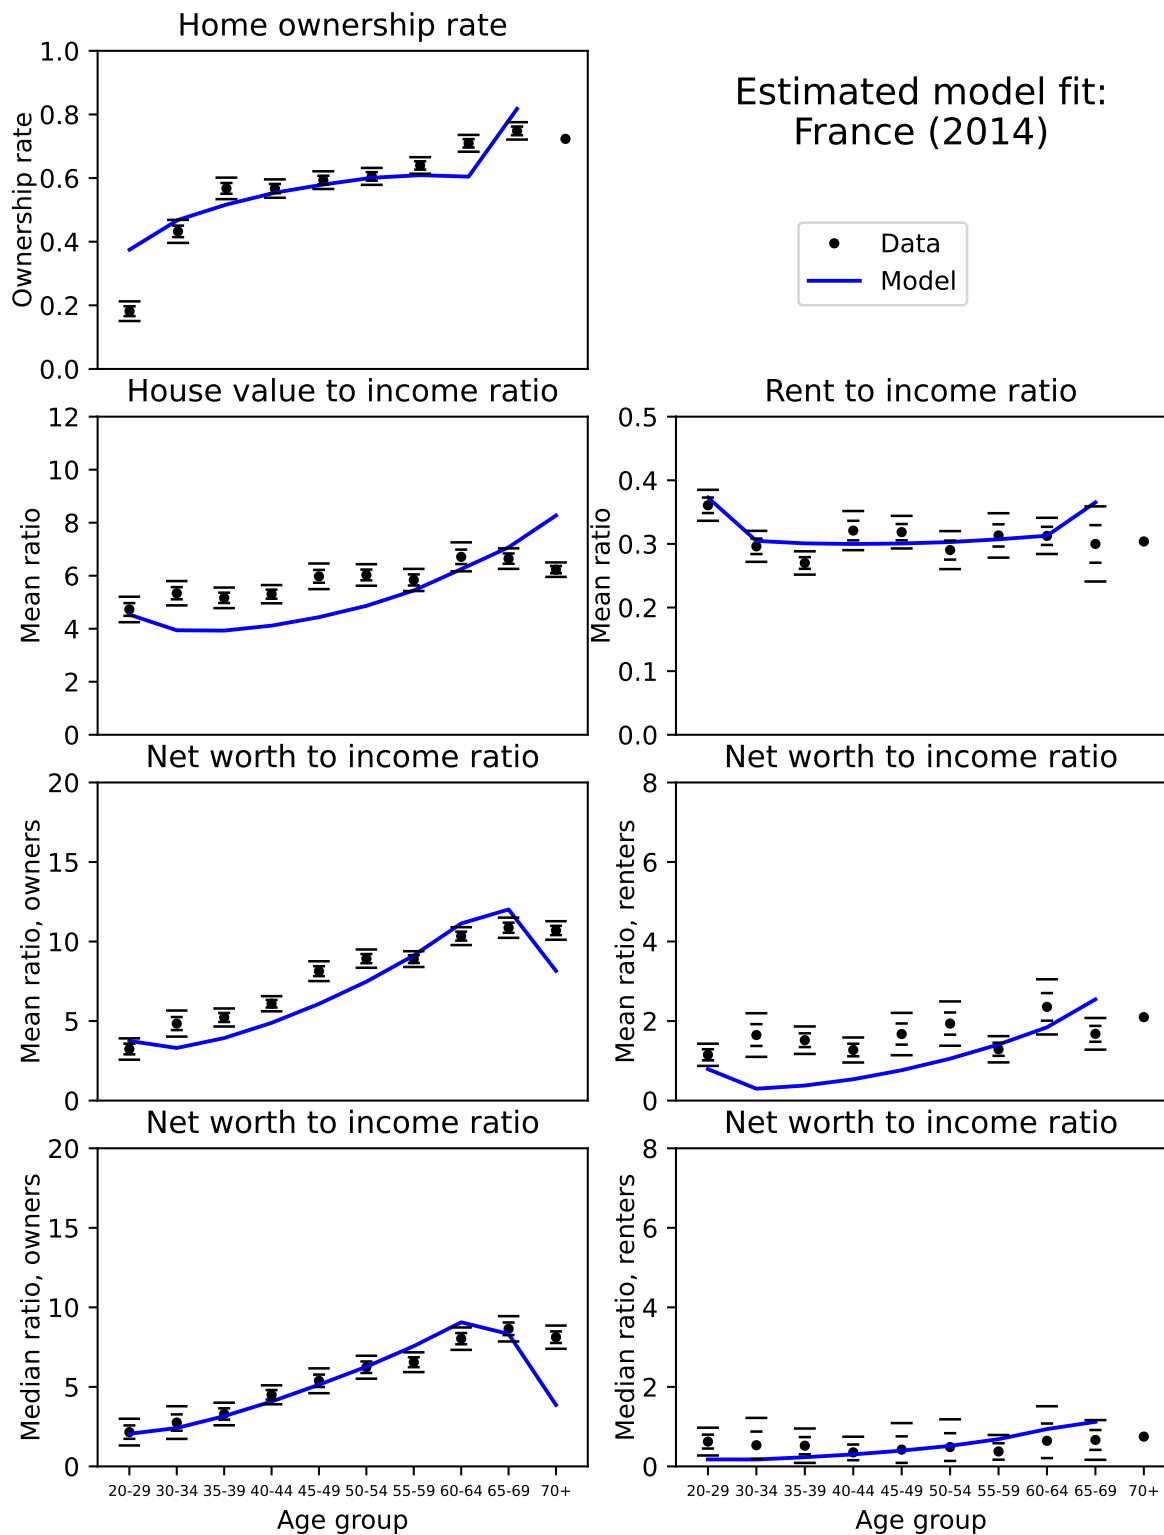 Home ownership rate
Estimated model fit:
France (2014)
Data
Model
Ownership rate
1.0
0.8
0.6
0.4
0.2
0.0
House value to income ratio
Mean ratio
12
10
8
6
4
2
0
Rent to income ratio
Mean ratio
0.5
0.4
0.3
0.2
0.1
0.0
Net worth to income ratio
Mean ratio, owners
20
15
10
5
0
Net worth to income ratio
Mean ratio, renters
8
6
4
2
0
Net worth to income ratio
Median ratio, owners
20
15
10
5
0
20-29 30-34 35-39 40-44 45-49 50-54 55-59 60-64 65-69 70+
Age group
Net worth to income ratio
Median ratio, renters
8
6
4
2
0
20-29 30-34 35-39 40-44 45-49 50-54 55-59 60-64 65-69 70+
Age group